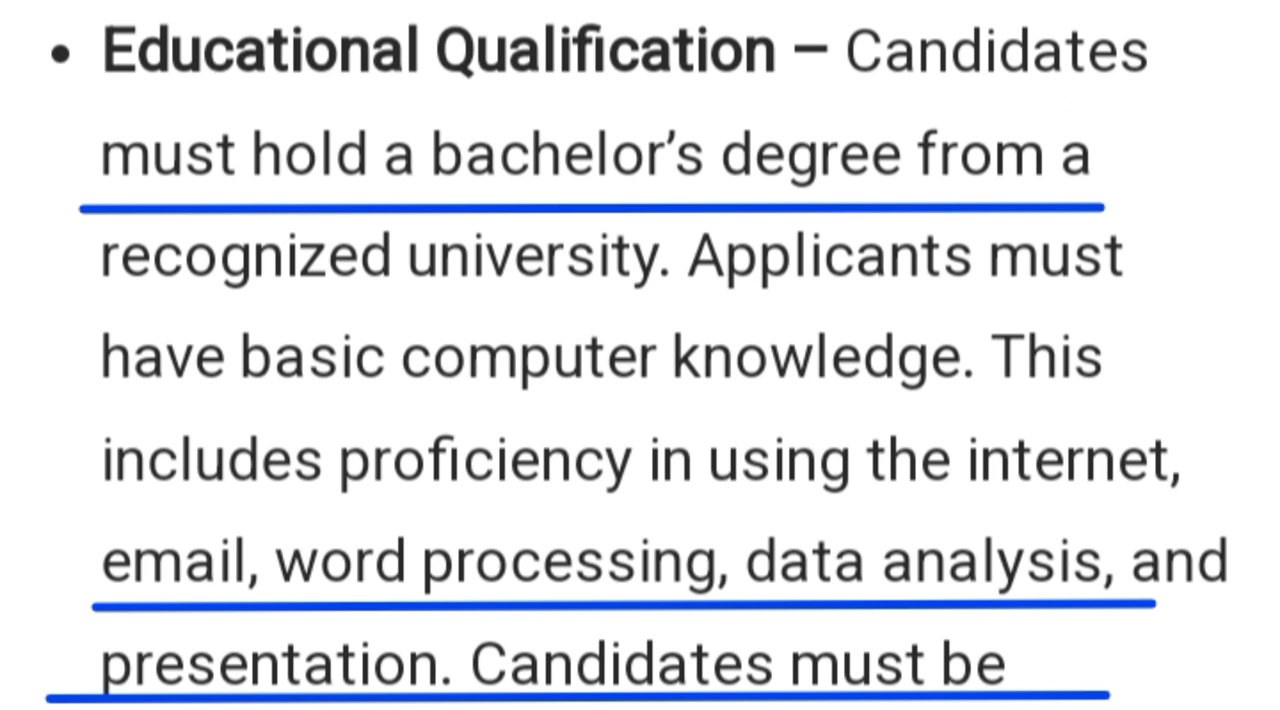 • Educational Qualification – Candidates
must hold a bachelor’s degree from a
recognized university. Applicants must
have basic computer knowledge. This
includes proficiency in using the internet,
email, word processing, data analysis, and
presentation. Candidates must be